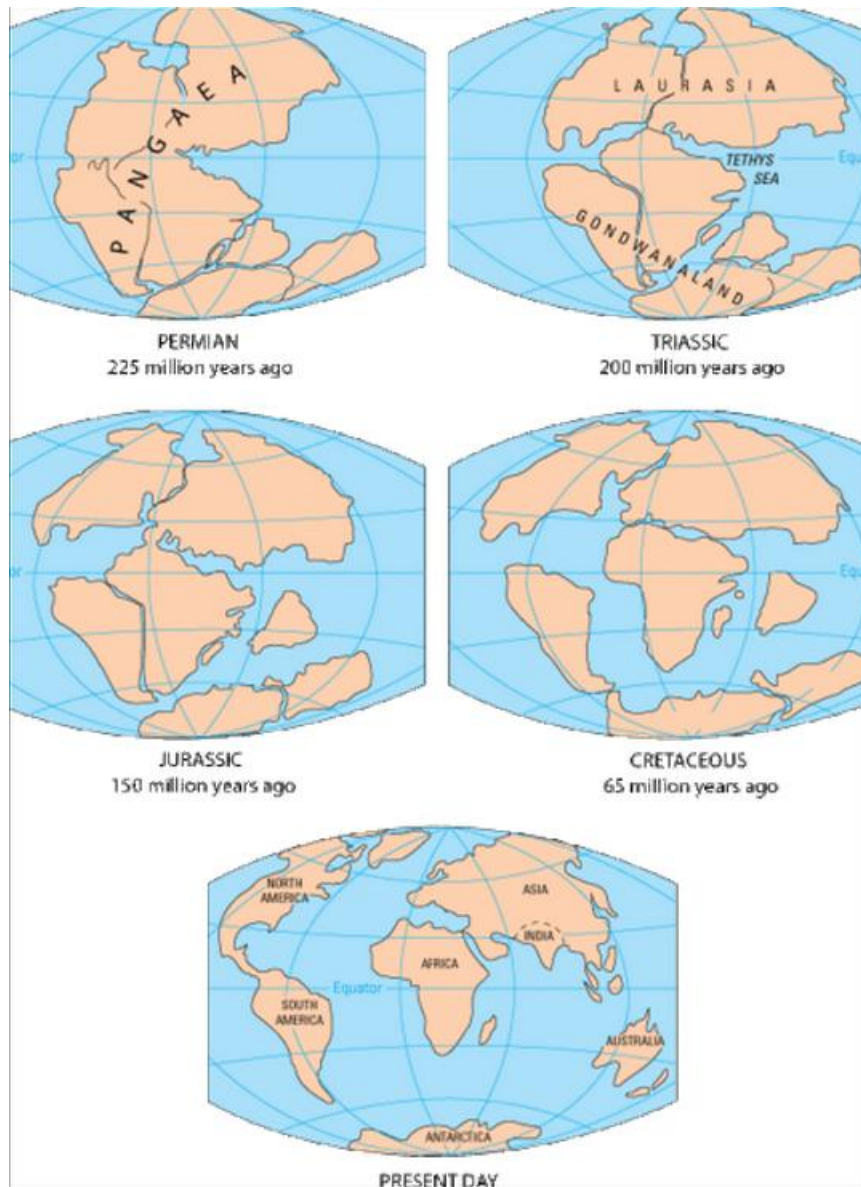 PANGAEA
PERMIAN
225 million years ago
LAURASIA
TETHYS
SEA
GONDWANALAND
TRIASSIC
200 million years ago
JURASSIC
150 million years ago
CRETACEOUS
65 million years ago
NORTH
AMERICA
ASIA
INDIA
AFRICA
Equator
SOUTH
AMERICA
AUSTRALIA
ANTARCTICA
PRESENT DAY